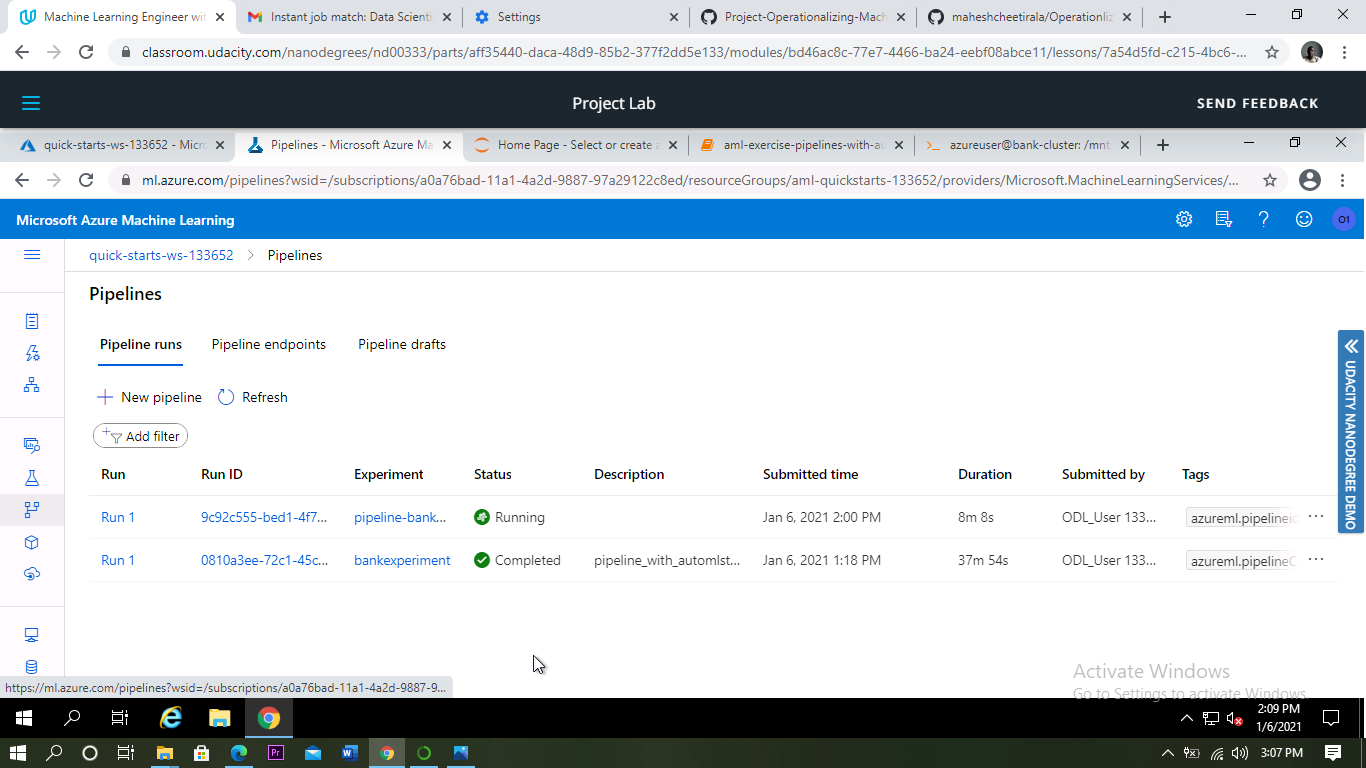 Machine Learning Engineer wit
Instant job match: Data Scienti
Settings
Project-Operationalizing-Mach
maheshcheetirala/Operationliz
classroom.udacity.com/nanodegrees/nd00333/parts/aff35440-daca-48d9-85b2-377f2dd5e133/modules/bd46ac8c-77e7-4466-ba24-eebf08abce11/lessons/7a54d5fd-c215-4bc6-...
Project Lab
SEND FEEDBACK
quick-starts-ws-133652 - Micro
Pipelines - Microsoft Azure Ma
Home Page - Select or create a
aml-exercise-pipelines-with-au
azureuser@bank-cluster: /mnt
ml.azure.com/pipelines?wsid=/subscriptions/a0a76bad-11a1-4a2d-9887-97a29122c8ed/resourceGroups/aml-quickstarts-133652/providers/Microsoft.MachineLearningServices/...
Microsoft Azure Machine Learning
O1
quick-starts-ws-133652 > Pipelines
Pipelines
Pipeline runs Pipeline endpoints Pipeline drafts
New pipeline Refresh
Add filter
Run Run ID Experiment Status Description Submitted time Duration Submitted by Tags
Run 1 9c92c555-bed1-4f7... pipeline-bank... Running Jan 6, 2021 2:00 PM 8m 8s ODL_User 133... azureml.pipelineid ...
Run 1 0810a3ee-72c1-45c... bankexperiment Completed pipeline_with_automlst... Jan 6, 2021 1:18 PM 37m 54s ODL_User 133... azureml.pipelineC ...
UDACITY NANODEGREE DEMO
Activate Windows
Go to Settings to activate Windows.
https://ml.azure.com/pipelines?wsid=/subscriptions/a0a76bad-11a1-4a2d-9887-9...
2:09 PM
1/6/2021
Pr
W
3:07 PM